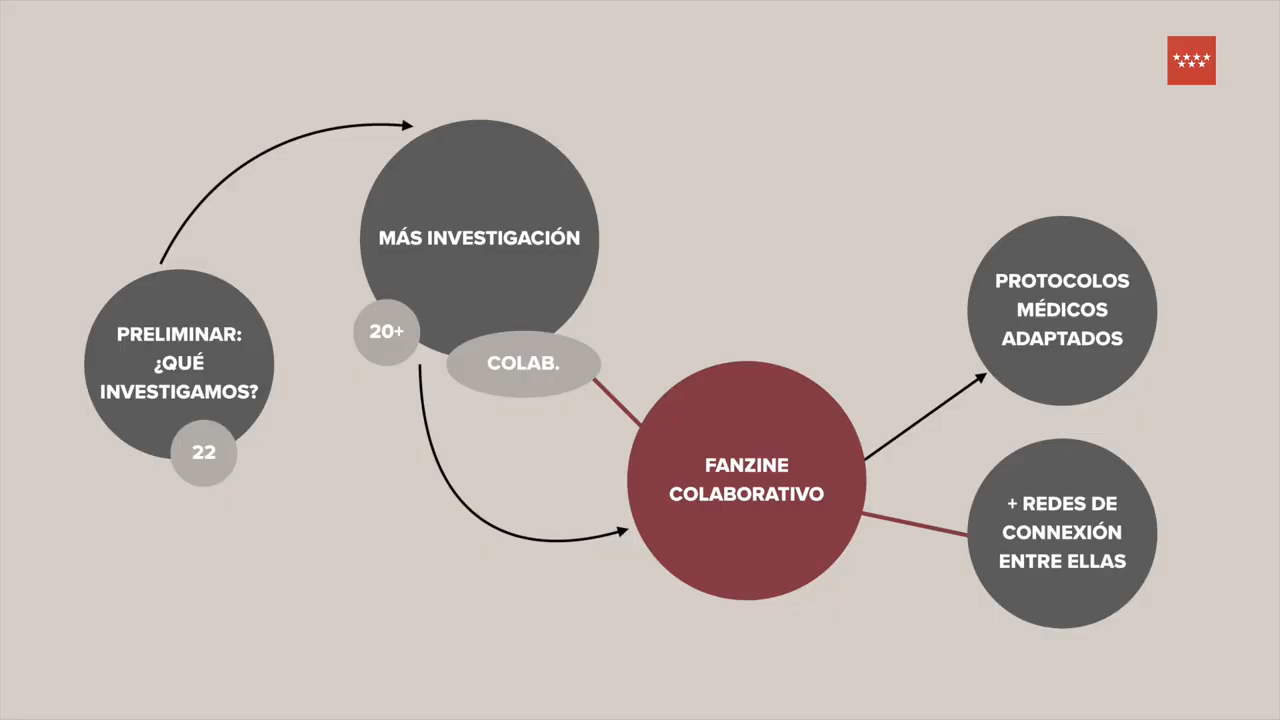 PRELIMINAR:
¿QUÉ
INVESTIGAMOS?
22
MÁS INVESTIGACIÓN
20+
COLAB.
FANZINE
COLABORATIVO
PROTOCOLOS
MÉDICOS
ADAPTADOS
+ REDES DE
CONNEXIÓN
ENTRE ELLAS